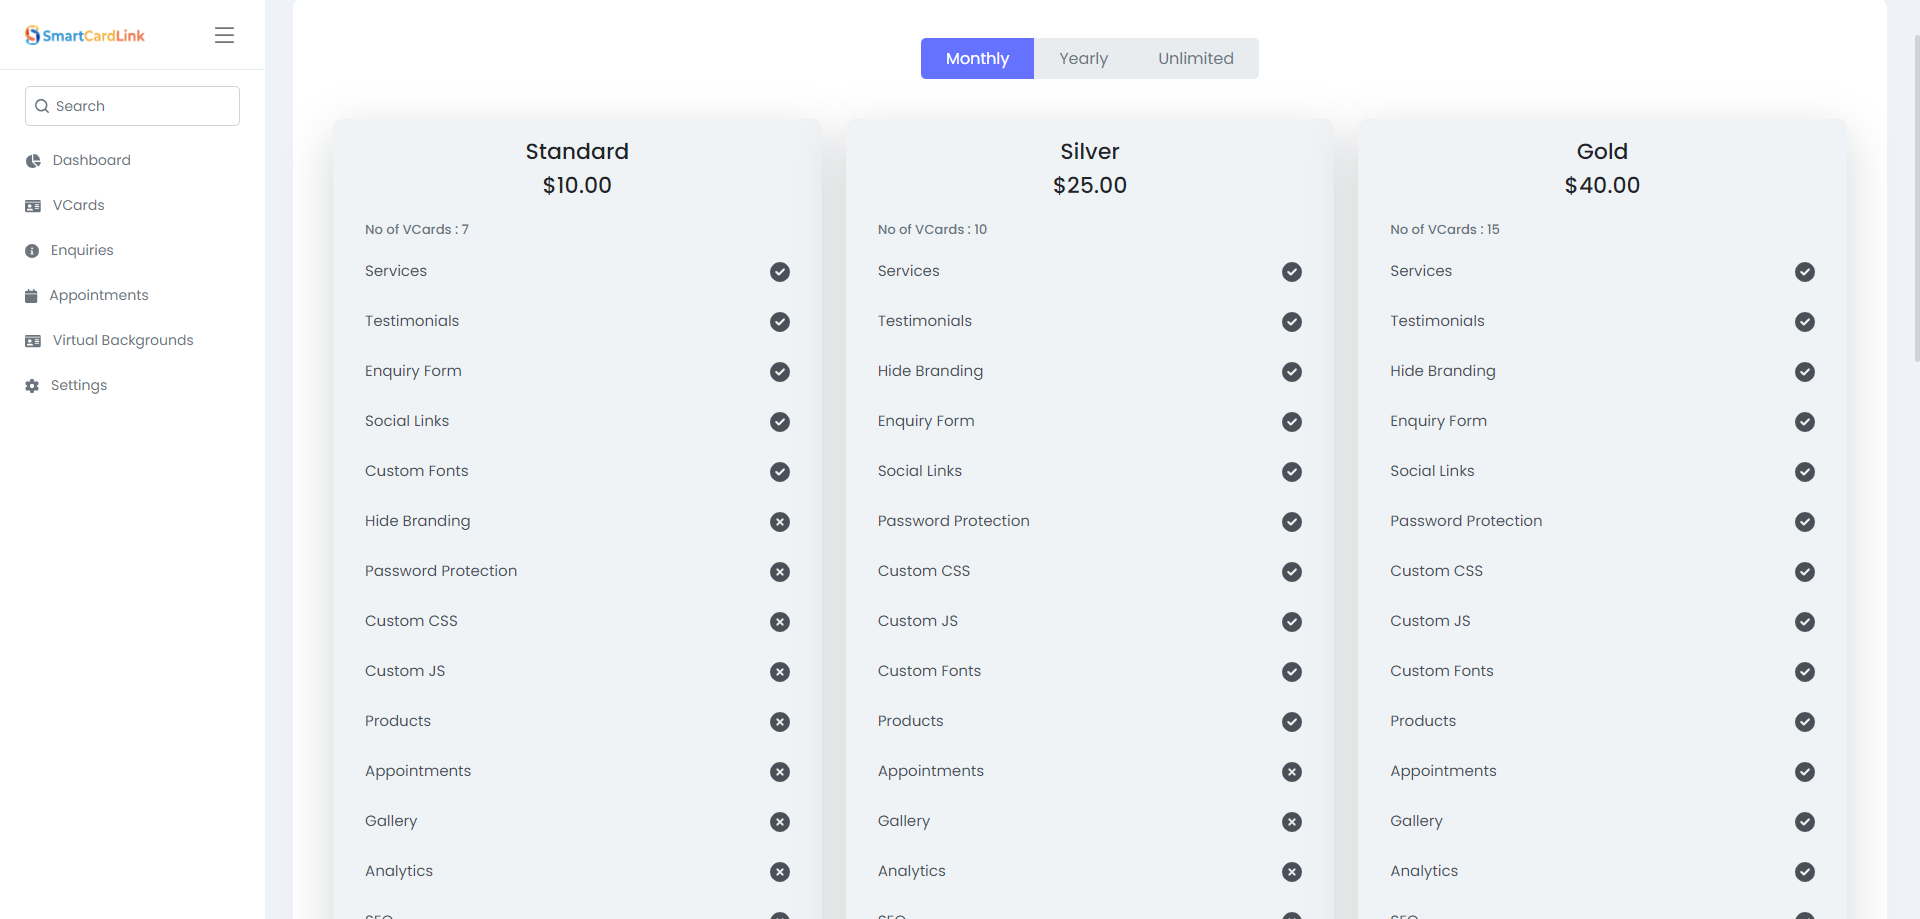 SmartCardLink
Search
Dashboard
VCards
Enquiries
Appointments
Virtual Backgrounds
Settings
Monthly Yearly Unlimited
Standard
$10.00
No of VCards : 7
Services
Testimonials
Enquiry Form
Social Links
Custom Fonts
Hide Branding
Password Protection
Custom CSS
Custom JS
Products
Appointments
Gallery
Analytics
SEO
Silver
$25.00
No of VCards : 10
Services
Testimonials
Hide Branding
Enquiry Form
Social Links
Password Protection
Custom CSS
Custom JS
Custom Fonts
Products
Appointments
Gallery
Analytics
SEO
Gold
$40.00
No of VCards : 15
Services
Testimonials
Hide Branding
Enquiry Form
Social Links
Password Protection
Custom CSS
Custom JS
Custom Fonts
Products
Appointments
Gallery
Analytics
SEO